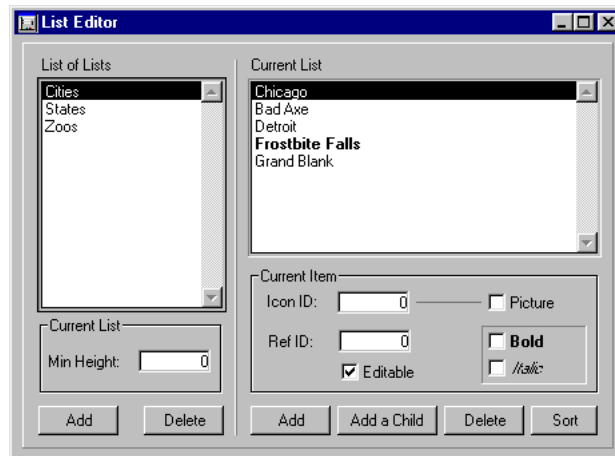 List Editor
List of Lists
Cities
States
Zoos
Current List
Min Height: 0
Add Delete
Current List
Chicago
Bad Axe
Detroit
Frostbite Falls
Grand Blank
Current Item
Icon ID: 0 Picture
Ref ID: 0 Bold
Editable Italic
Add Add a Child Delete Sort